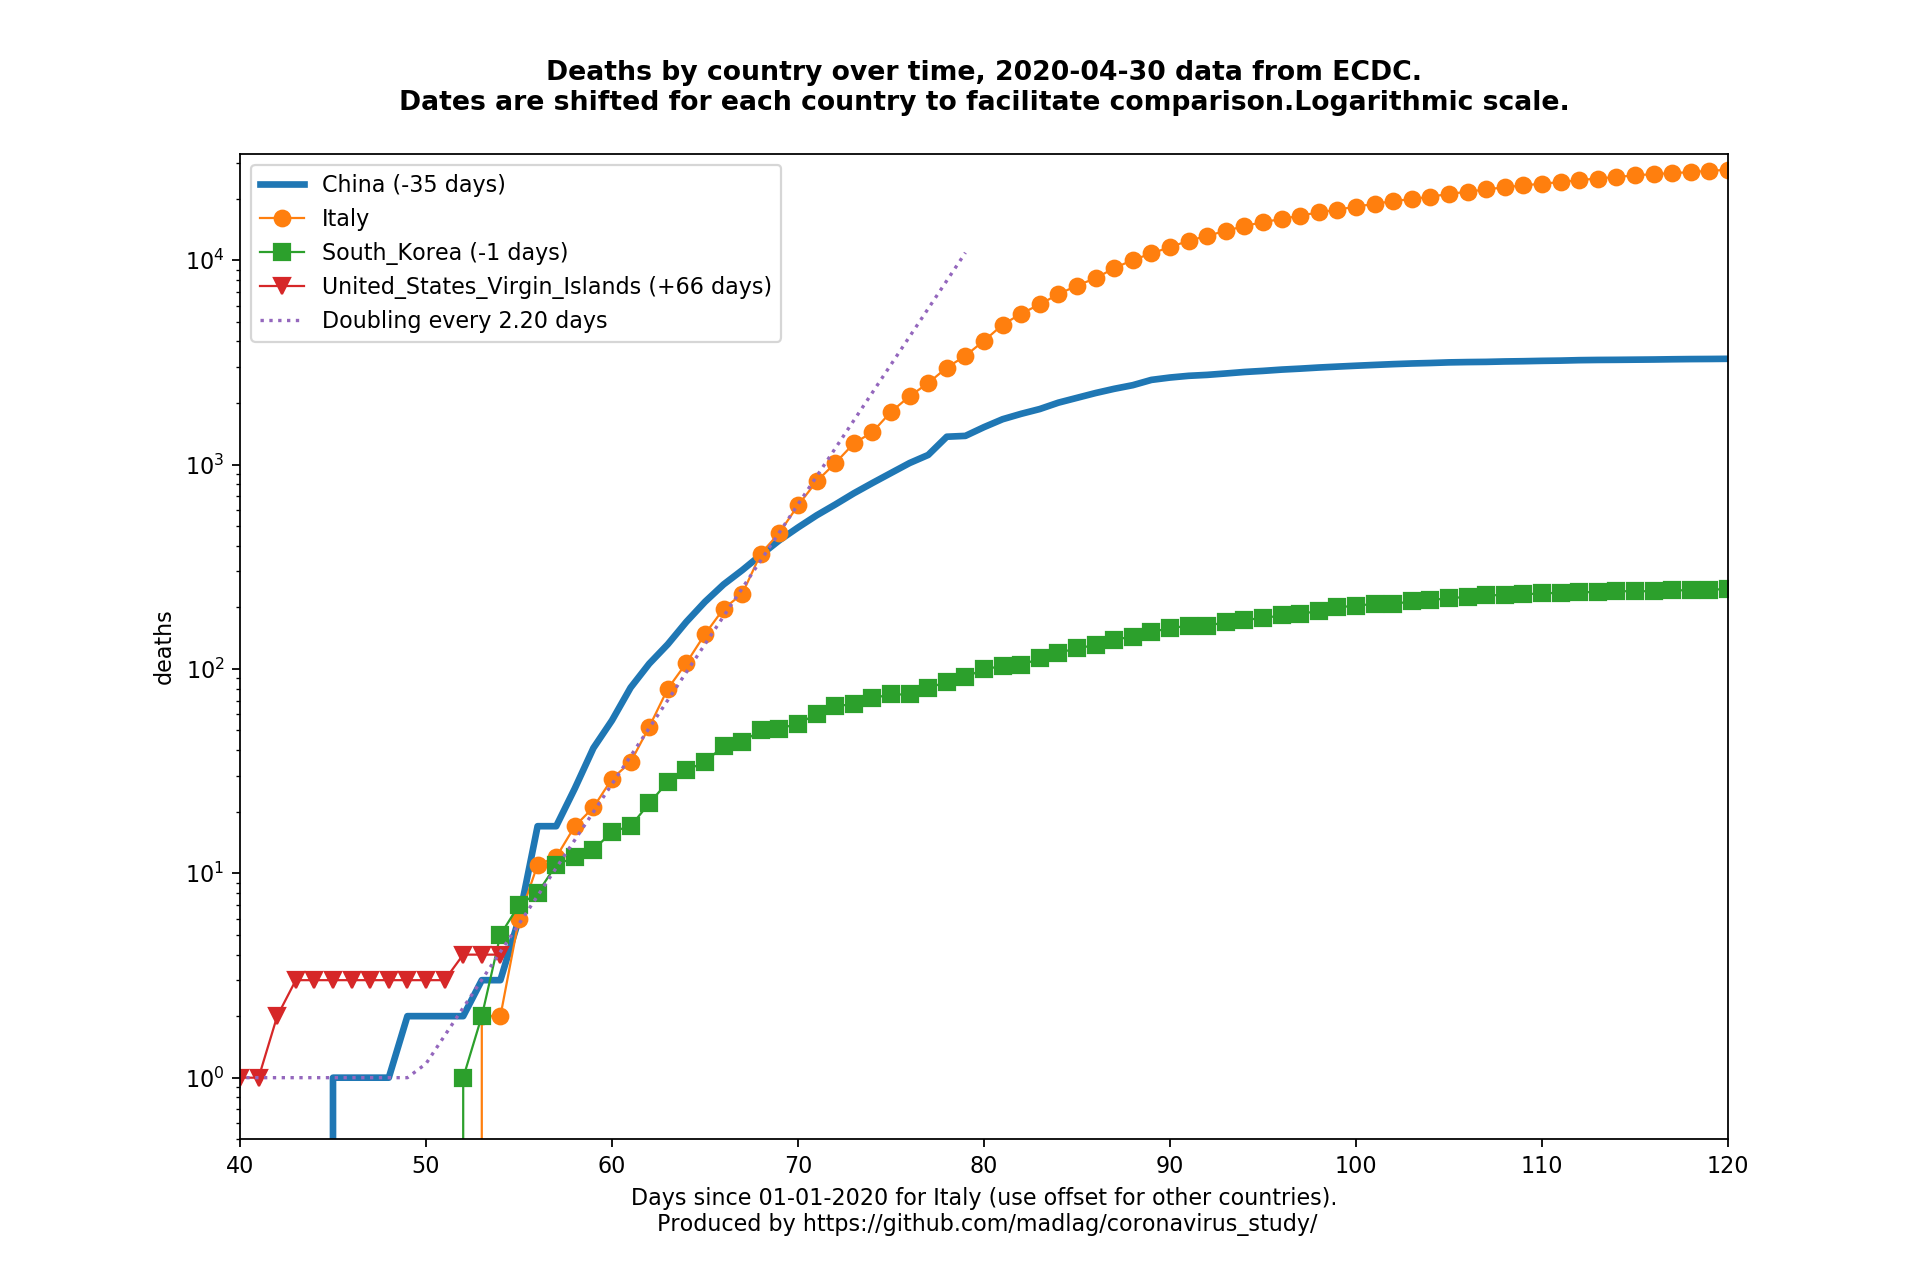 Deaths by country over time, 2020-04-30 data from ECDC.
Dates are shifted for each country to facilitate comparison.Logarithmic scale.
China (-35 days)
Italy
South_Korea (-1 days)
United_States_Virgin_Islands (+66 days)
Doubling every 2.20 days
deaths
10⁴
10³
10²
10¹
10⁰
40 50 60 70 80 90 100 110 120
Days since 01-01-2020 for Italy (use offset for other countries).
Produced by https://github.com/madlag/coronavirus_study/